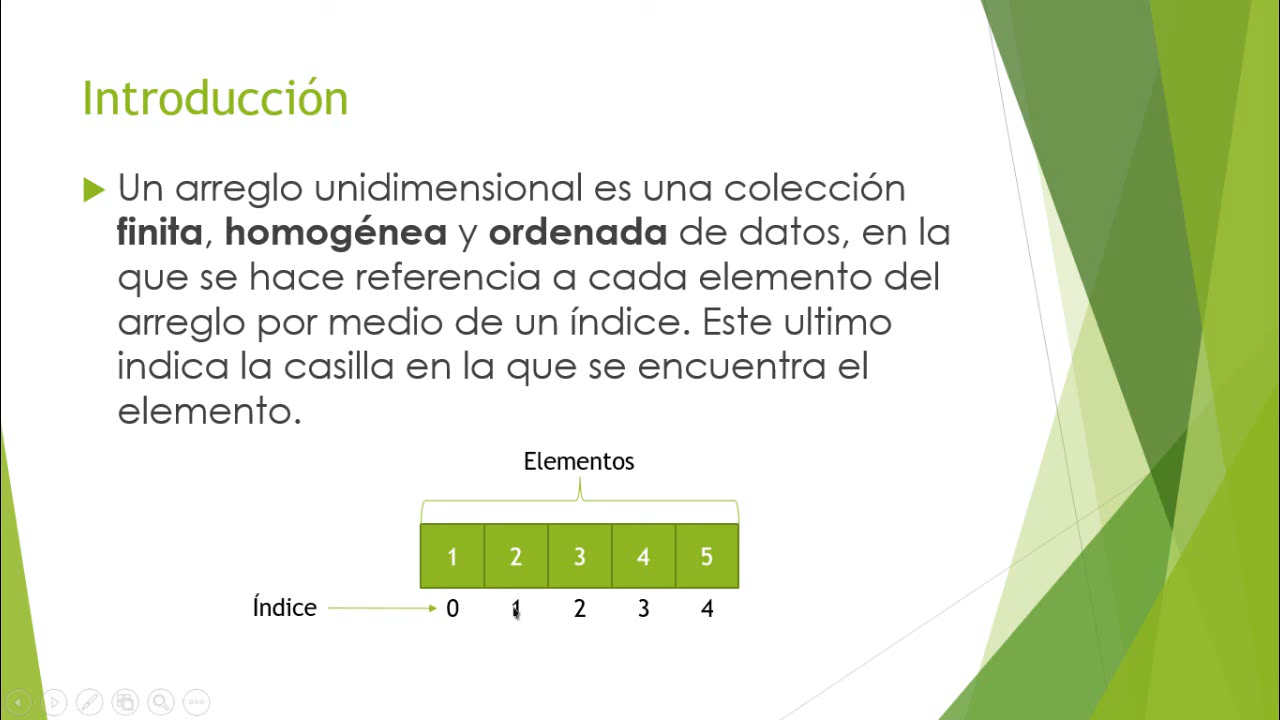 Introducción
Un arreglo unidimensional es una colección
finita, homogénea y ordenada de datos, en la
que se hace referencia a cada elemento del
arreglo por medio de un índice. Este ultimo
indica la casilla en la que se encuentra el
elemento.
Elementos
1 2 3 4 5
Índice 0 1 2 3 4